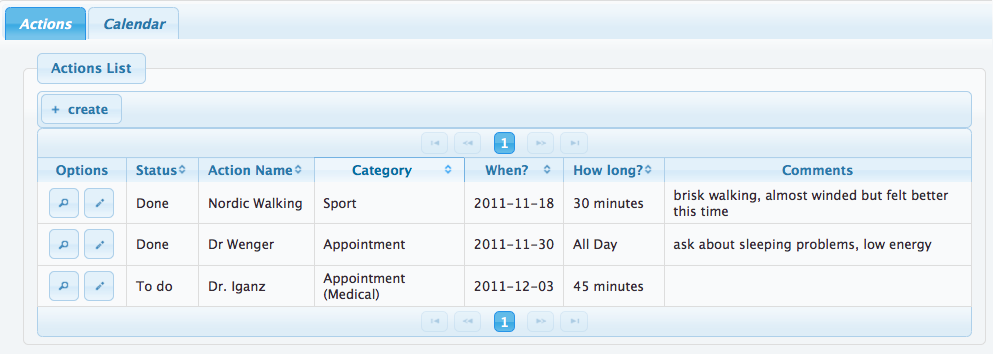 Actions Calendar
Actions List
+ create
1
Options Status Action Name Category When? How long? Comments
Done Nordic Walking Sport 2011-11-18 30 minutes brisk walking, almost winded but felt better
this time
Done Dr Wenger Appointment 2011-11-30 All Day ask about sleeping problems, low energy
To do Dr. Iganz Appointment
(Medical) 2011-12-03 45 minutes
1